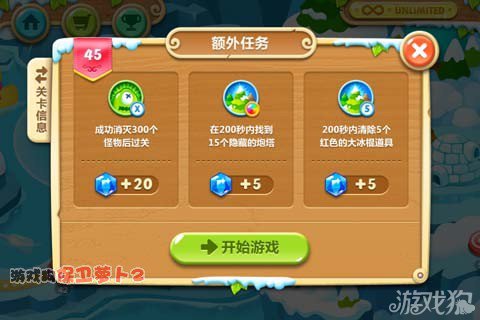 UNLIMITED
额外任务
45
关卡信息
成功消灭300个
怪物后过关
+20
在200秒内找到
15个隐藏的炮塔
+5
200秒内清除5个
红色的大冰棍道具
+5
X
5
开始游戏
游戏狗保卫萝卜2
游戏狗